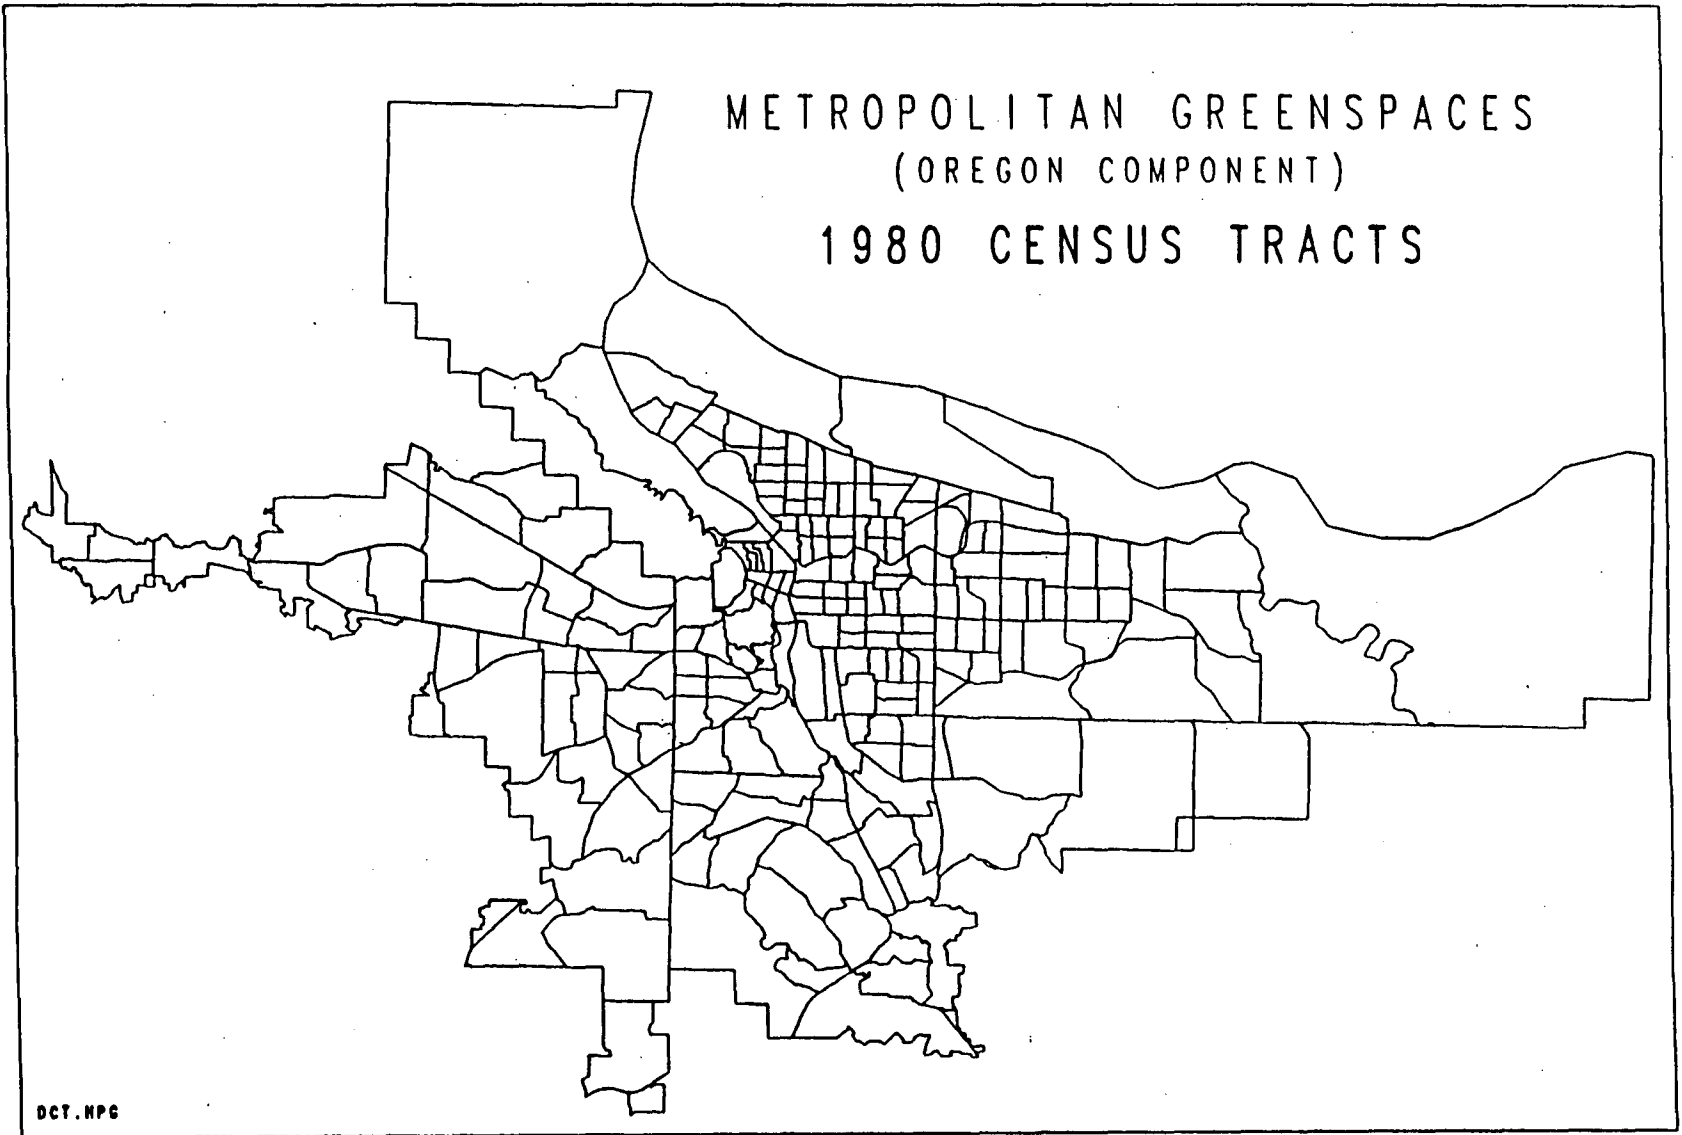 METROPOLITAN GREENSPACES
(OREGON COMPONENT)
1980 CENSUS TRACTS
DCT.MPG